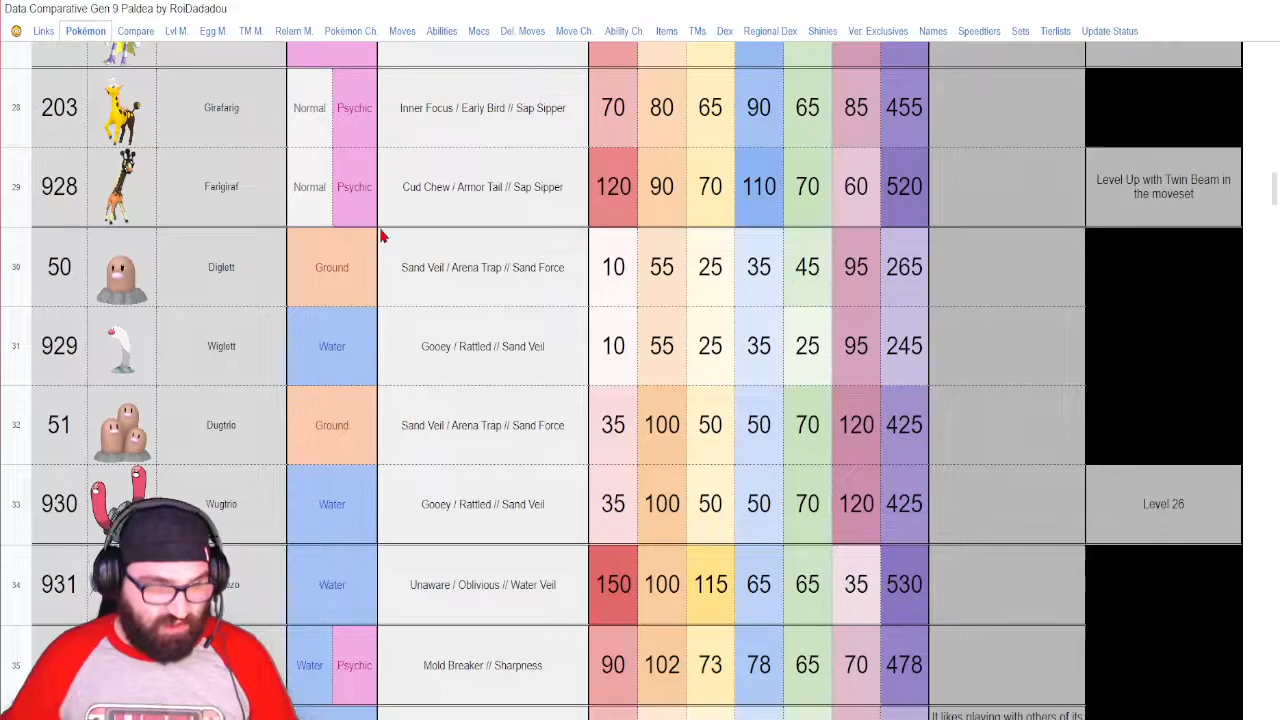 Data Comparative Gen 9 Paldea by RoiDadadou
Links Pokémon Compare Lvl M. Egg M. TM M. Relern M. Pokémon Ch. Moves Abilities Mecs Del. Moves Move Ch. Ability Ch. Items TMs Dex Regional Dex Shinies Ver. Exclusives Names Speedtiers Sets Tierlists Update Status
28 203 Girafarig Normal Psychic Inner Focus / Early Bird // Sap Sipper 70 80 65 90 65 85 455
29 928 Farigiraf Normal Psychic Cud Chew / Armor Tail // Sap Sipper 120 90 70 110 70 60 520 Level Up with Twin Beam in
the moveset
30 50 Diglett Ground Sand Veil / Arena Trap // Sand Force 10 55 25 35 45 95 265
31 929 Wiglett Water Gooey / Rattled // Sand Veil 10 55 25 35 25 95 245
32 51 Dugtrio Ground Sand Veil / Arena Trap // Sand Force 35 100 50 50 70 120 425
33 930 Wugtrio Water Gooey / Rattled // Sand Veil 35 100 50 50 70 120 425 Level 26
34 931 Water Unaware / Oblivious // Water Veil 150 100 115 65 65 35 530
35 Water Psychic Mold Breaker // Sharpness 90 102 73 78 65 70 478
It likes playing with others of its